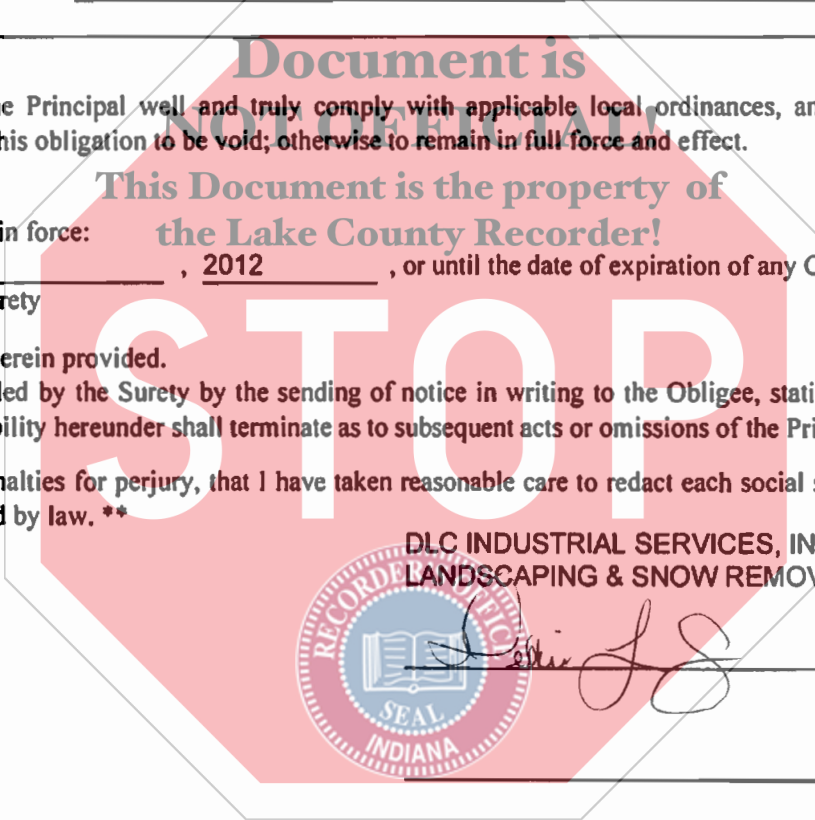 Document is
e Principal well and truly comply with applicable local ordinances, an
NOT OFFICIAL!
his obligation to be void; otherwise to remain in full force and effect.
This Document is the property of
in force:
the Lake County Recorder!
, 2012 , or until the date of expiration of any C
rety
STOP
erein provided.
led by the Surety by the sending of notice in writing to the Obligee, stati
bility hereunder shall terminate as to subsequent acts or omissions of the Pri
nalties for perjury, that I have taken reasonable care to redact each social s
d by law. **
DLC INDUSTRIAL SERVICES, IN
LANDSCAPING & SNOW REMOV
RECORDER'S OFFICE
SEAL
INDIANA